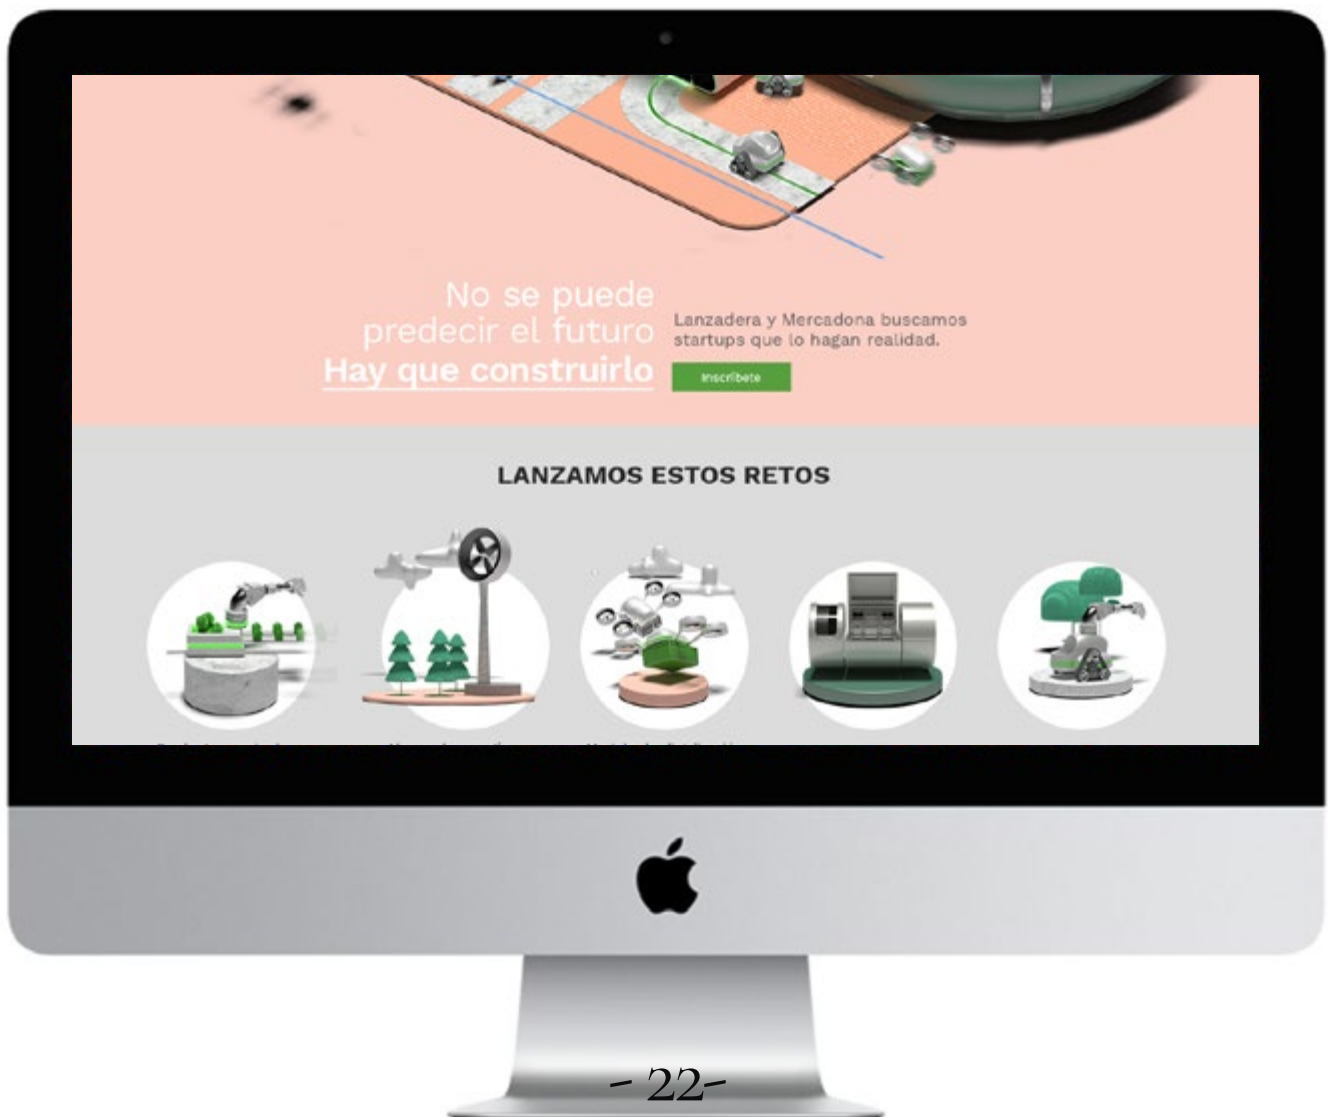 No se puede
predecir el futuro
Hay que construirlo
Lanzadera y Mercadona buscamos
startups que lo hagan realidad.
Inscríbete
LANZAMOS ESTOS RETOS
- 22-